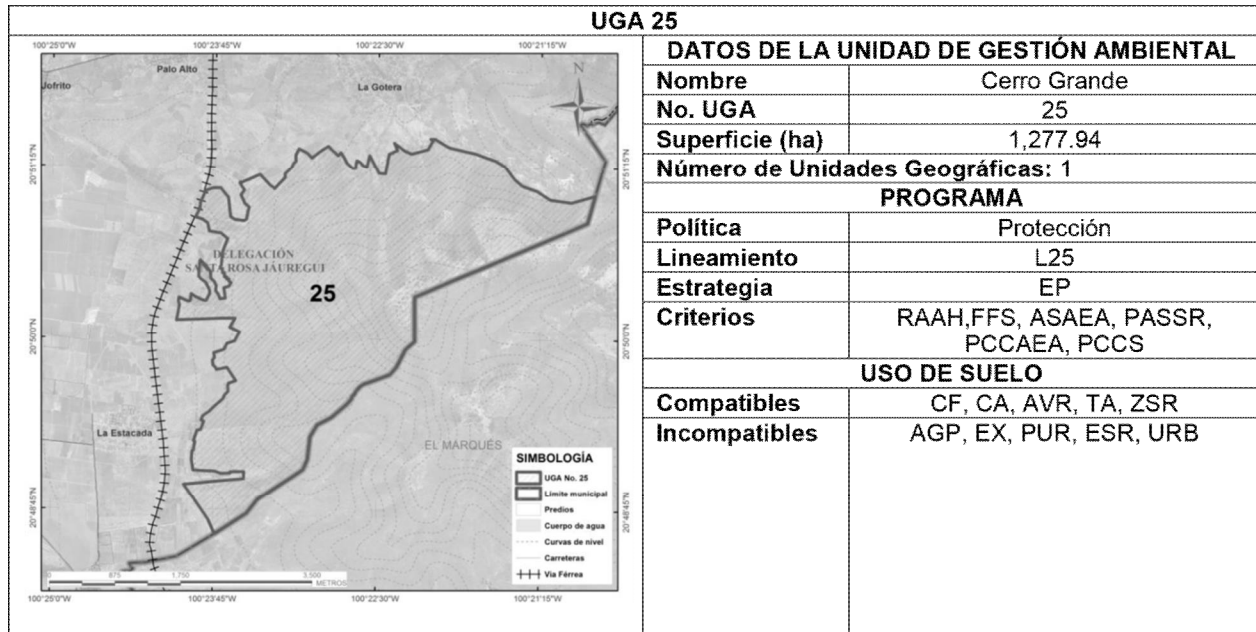 UGA 25
100°25'0"W 100°23'45"W 100°22'30"W 100°21'15"W
Palo Alto
Jofrito
La Gotera
N
20°51'15"N 20°51'15"N
DELEGACIÓN
SANTA ROSA JÁUREGUI
25
20°50'0"N 20°50'0"N
La Estacada
EL MARQUÉS
SIMBOLOGÍA
UGA No. 25
Límite municipal
Predios
Cuerpo de agua
Curvas de nivel
Carreteras
Vía Férrea
20°48'45"N 20°48'45"N
0 875 1,750 3,500
METROS
100°25'0"W 100°23'45"W 100°22'30"W 100°21'15"W
DATOS DE LA UNIDAD DE GESTIÓN AMBIENTAL
Nombre Cerro Grande
No. UGA 25
Superficie (ha) 1,277.94
Número de Unidades Geográficas: 1
PROGRAMA
Política Protección
Lineamiento L25
Estrategia EP
Criterios RAAH,FFS, ASAEA, PASSR,
PCCAEA, PCCS
USO DE SUELO
Compatibles CF, CA, AVR, TA, ZSR
Incompatibles AGP, EX, PUR, ESR, URB